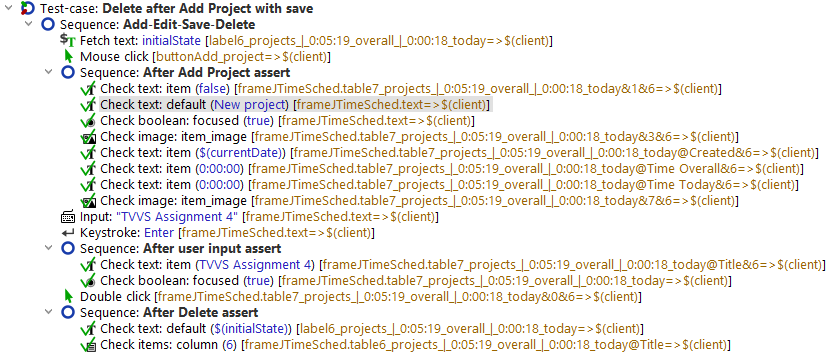 Test-case: Delete after Add Project with save
Sequence: Add-Edit-Save-Delete
Fetch text: initialState [label6_projects_|_0:05:19_overall_|_0:00:18_today=>$(client)]
Mouse click [buttonAdd_project=>$(client)]
Sequence: After Add Project assert
Check text: item (false) [frameJTimeSched.table7_projects_|_0:05:19_overall_|_0:00:18_today&1&6=>$(client)]
Check text: default (New project) [frameJTimeSched.text=>$(client)]
Check boolean: focused (true) [frameJTimeSched.text=>$(client)]
Check image: item_image [frameJTimeSched.table7_projects_|_0:05:19_overall_|_0:00:18_today&3&6=>$(client)]
Check text: item ($(currentDate)) [frameJTimeSched.table7_projects_|_0:05:19_overall_|_0:00:18_today@Created&6=>$(client)]
Check text: item (0:00:00) [frameJTimeSched.table7_projects_|_0:05:19_overall_|_0:00:18_today@Time Overall&6=>$(client)]
Check text: item (0:00:00) [frameJTimeSched.table7_projects_|_0:05:19_overall_|_0:00:18_today@Time Today&6=>$(client)]
Check image: item_image [frameJTimeSched.table7_projects_|_0:05:19_overall_|_0:00:18_today&7&6=>$(client)]
Input: "TVVS Assignment 4" [frameJTimeSched.text=>$(client)]
Keystroke: Enter [frameJTimeSched.text=>$(client)]
Sequence: After user input assert
Check text: item (TVVS Assignment 4) [frameJTimeSched.table7_projects_|_0:05:19_overall_|_0:00:18_today@Title&6=>$(client)]
Check boolean: focused (true) [frameJTimeSched.table7_projects_|_0:05:19_overall_|_0:00:18_today=>$(client)]
Double click [frameJTimeSched.table7_projects_|_0:05:19_overall_|_0:00:18_today&0&6=>$(client)]
Sequence: After Delete assert
Check text: default ($(initialState)) [label6_projects_|_0:05:19_overall_|_0:00:18_today=>$(client)]
Check items: column (6) [frameJTimeSched.table6_projects_|_0:05:19_overall_|_0:00:18_today@Title=>$(client)]